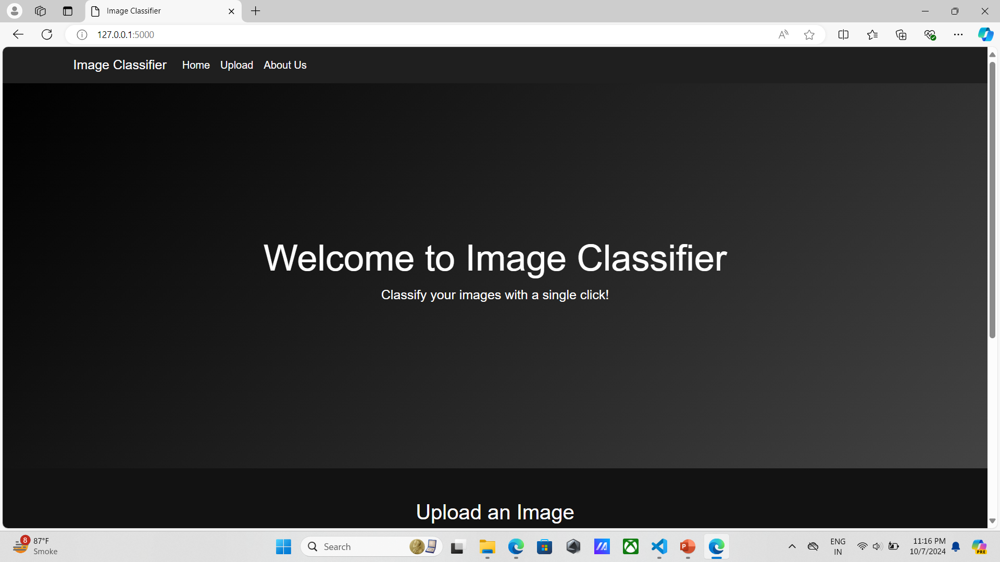 Image Classifier
127.0.0.1:5000
Image Classifier Home Upload About Us
Welcome to Image Classifier
Classify your images with a single click!
Upload an Image
8
87°F
Smoke
Search
ENG
IN
11:16 PM
10/7/2024
PRE